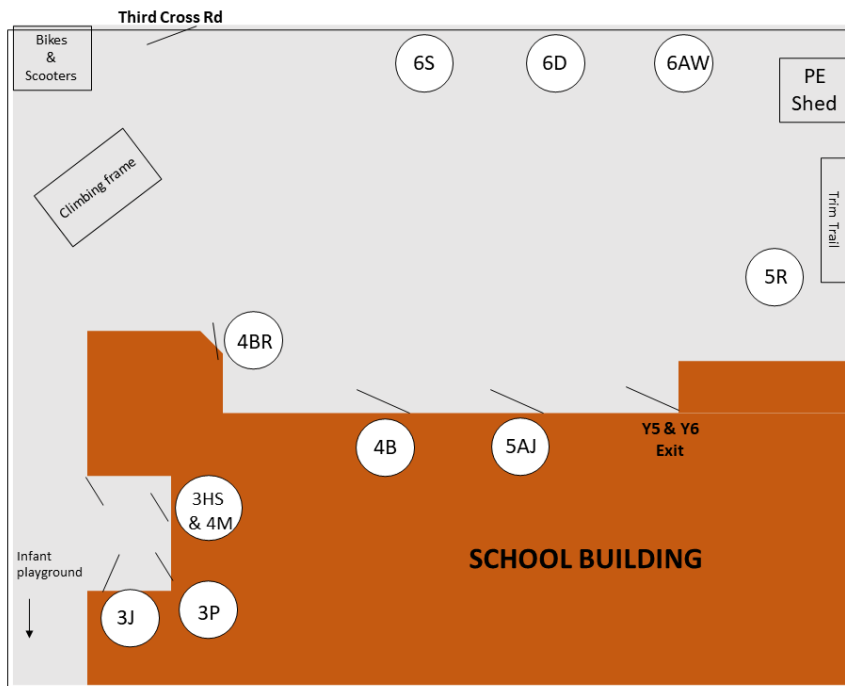 Third Cross Rd
Bikes
&
Scooters
6S
6D
6AW
PE
Shed
Climbing frame
Trim Trail
5R
4BR
4B
5AJ
Y5 & Y6
Exit
3HS
& 4M
Infant
playground
SCHOOL BUILDING
3J
3P